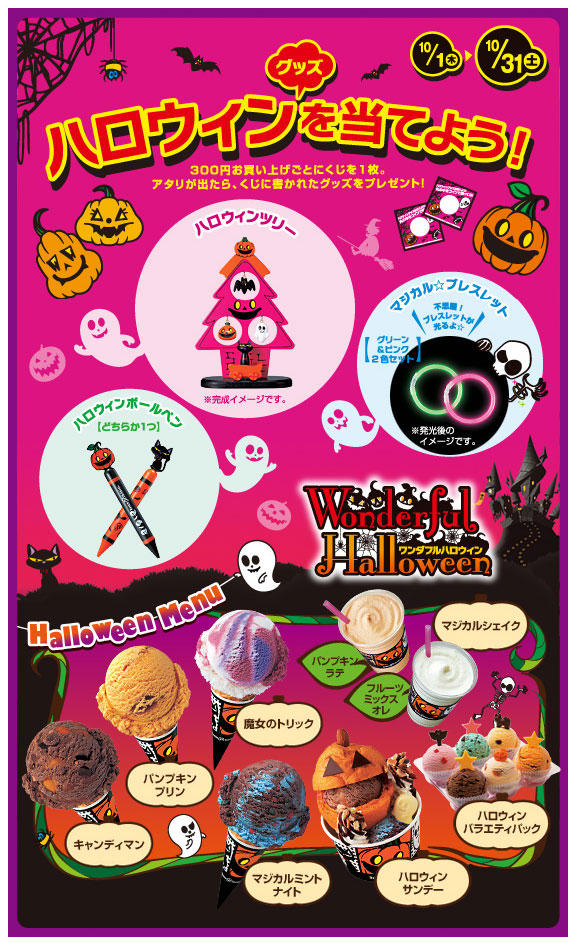 10/1木 10/31土
グッズ
ハロウィンを当てよう!
300円お買い上げごとにくじを1枚。
アタリが出たら、くじに書かれたグッズをプレゼント!
ハロウィンツリー
※完成イメージです。
マジカル☆ブレスレット
不思議!
ブレスレットが
光るよ☆
【グリーン
&ピンク
2色セット】
※発光後の
イメージです。
ハロウィンボールペン
【どちらか1つ】
Wonderful
Halloween
ワンダフルハロウィン
Halloween Menu
マジカルシェイク
パンプキン
ラテ
フルーツ
ミックス
オレ
魔女のトリック
パンプキン
プリン
キャンディマン
マジカルミント
ナイト
ハロウィン
サンデー
ハロウィン
バラエティパック